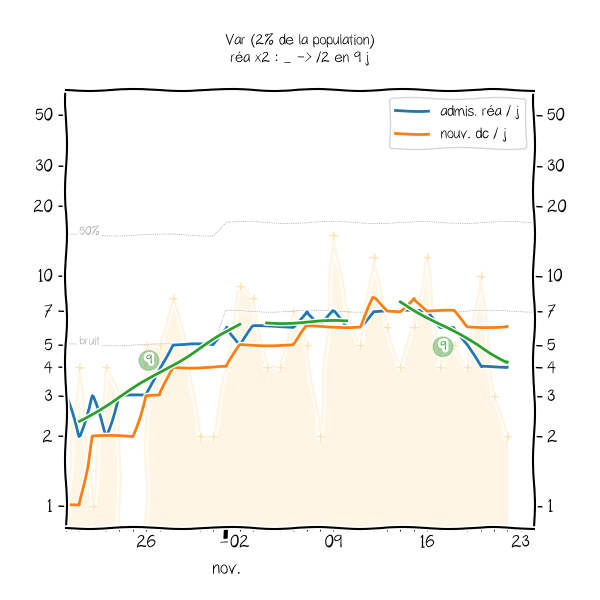 Var (2% de la population)
réa x2 : _ -> /2 en 9 j
admis. réa / j
nouv. dc / j
50 50
30 30
20 20
50%
10 10
7 7
bruit
5 5
9 9
4 4
3 3
2 2
1 1
26 02 09 16 23
nov.